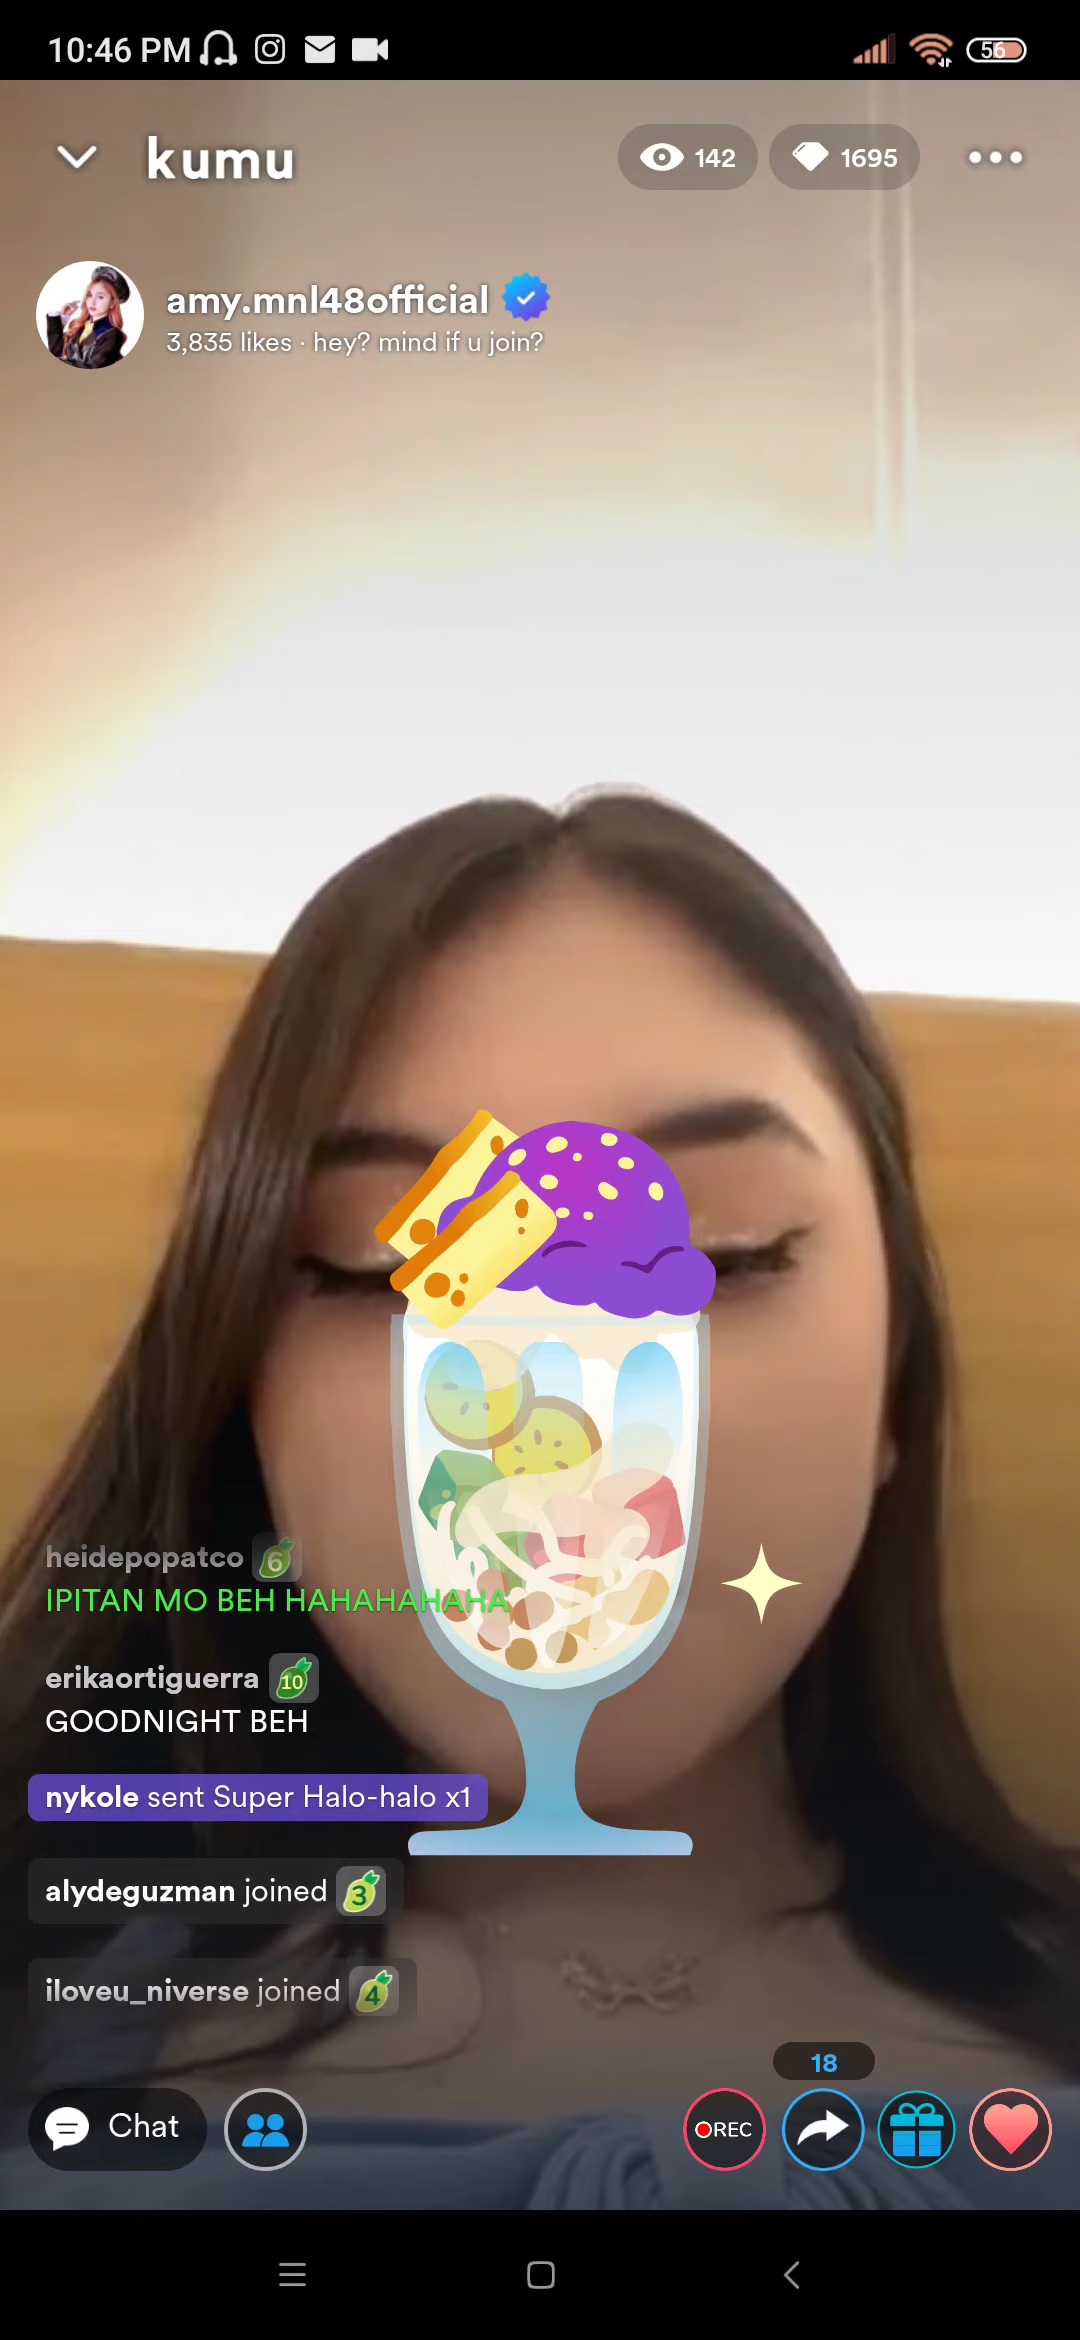 10:46 PM
56
kumu
142
1695
amy.mnl48official
3,835 likes · hey? mind if u join?
heidepopatco 6
IPITAN MO BEH HAHAHAHAHA
erikaortiguerra 10
GOODNIGHT BEH
nykole sent Super Halo-halo x1
alydeguzman joined 3
iloveu_niverse joined 4
18
Chat
REC